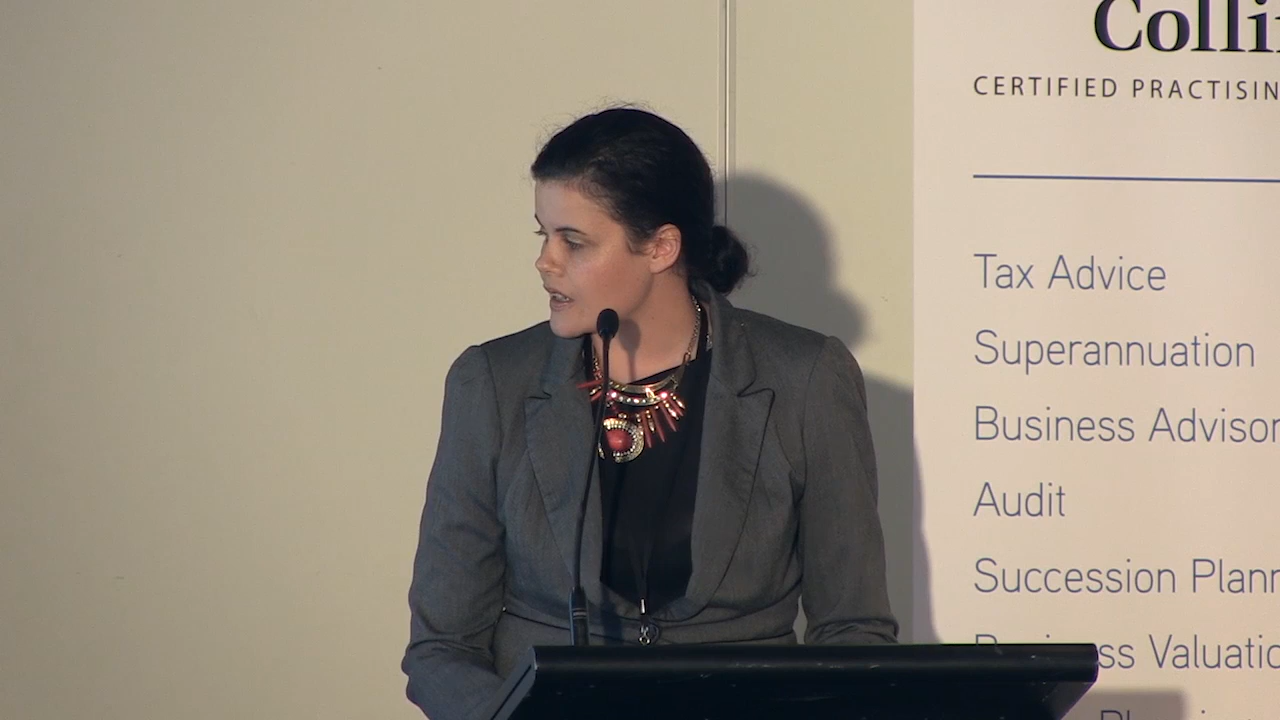 Colli
CERTIFIED PRACTISIN
Tax Advice
Superannuation
Business Advisor
Audit
Succession Plann
ss Valuatio